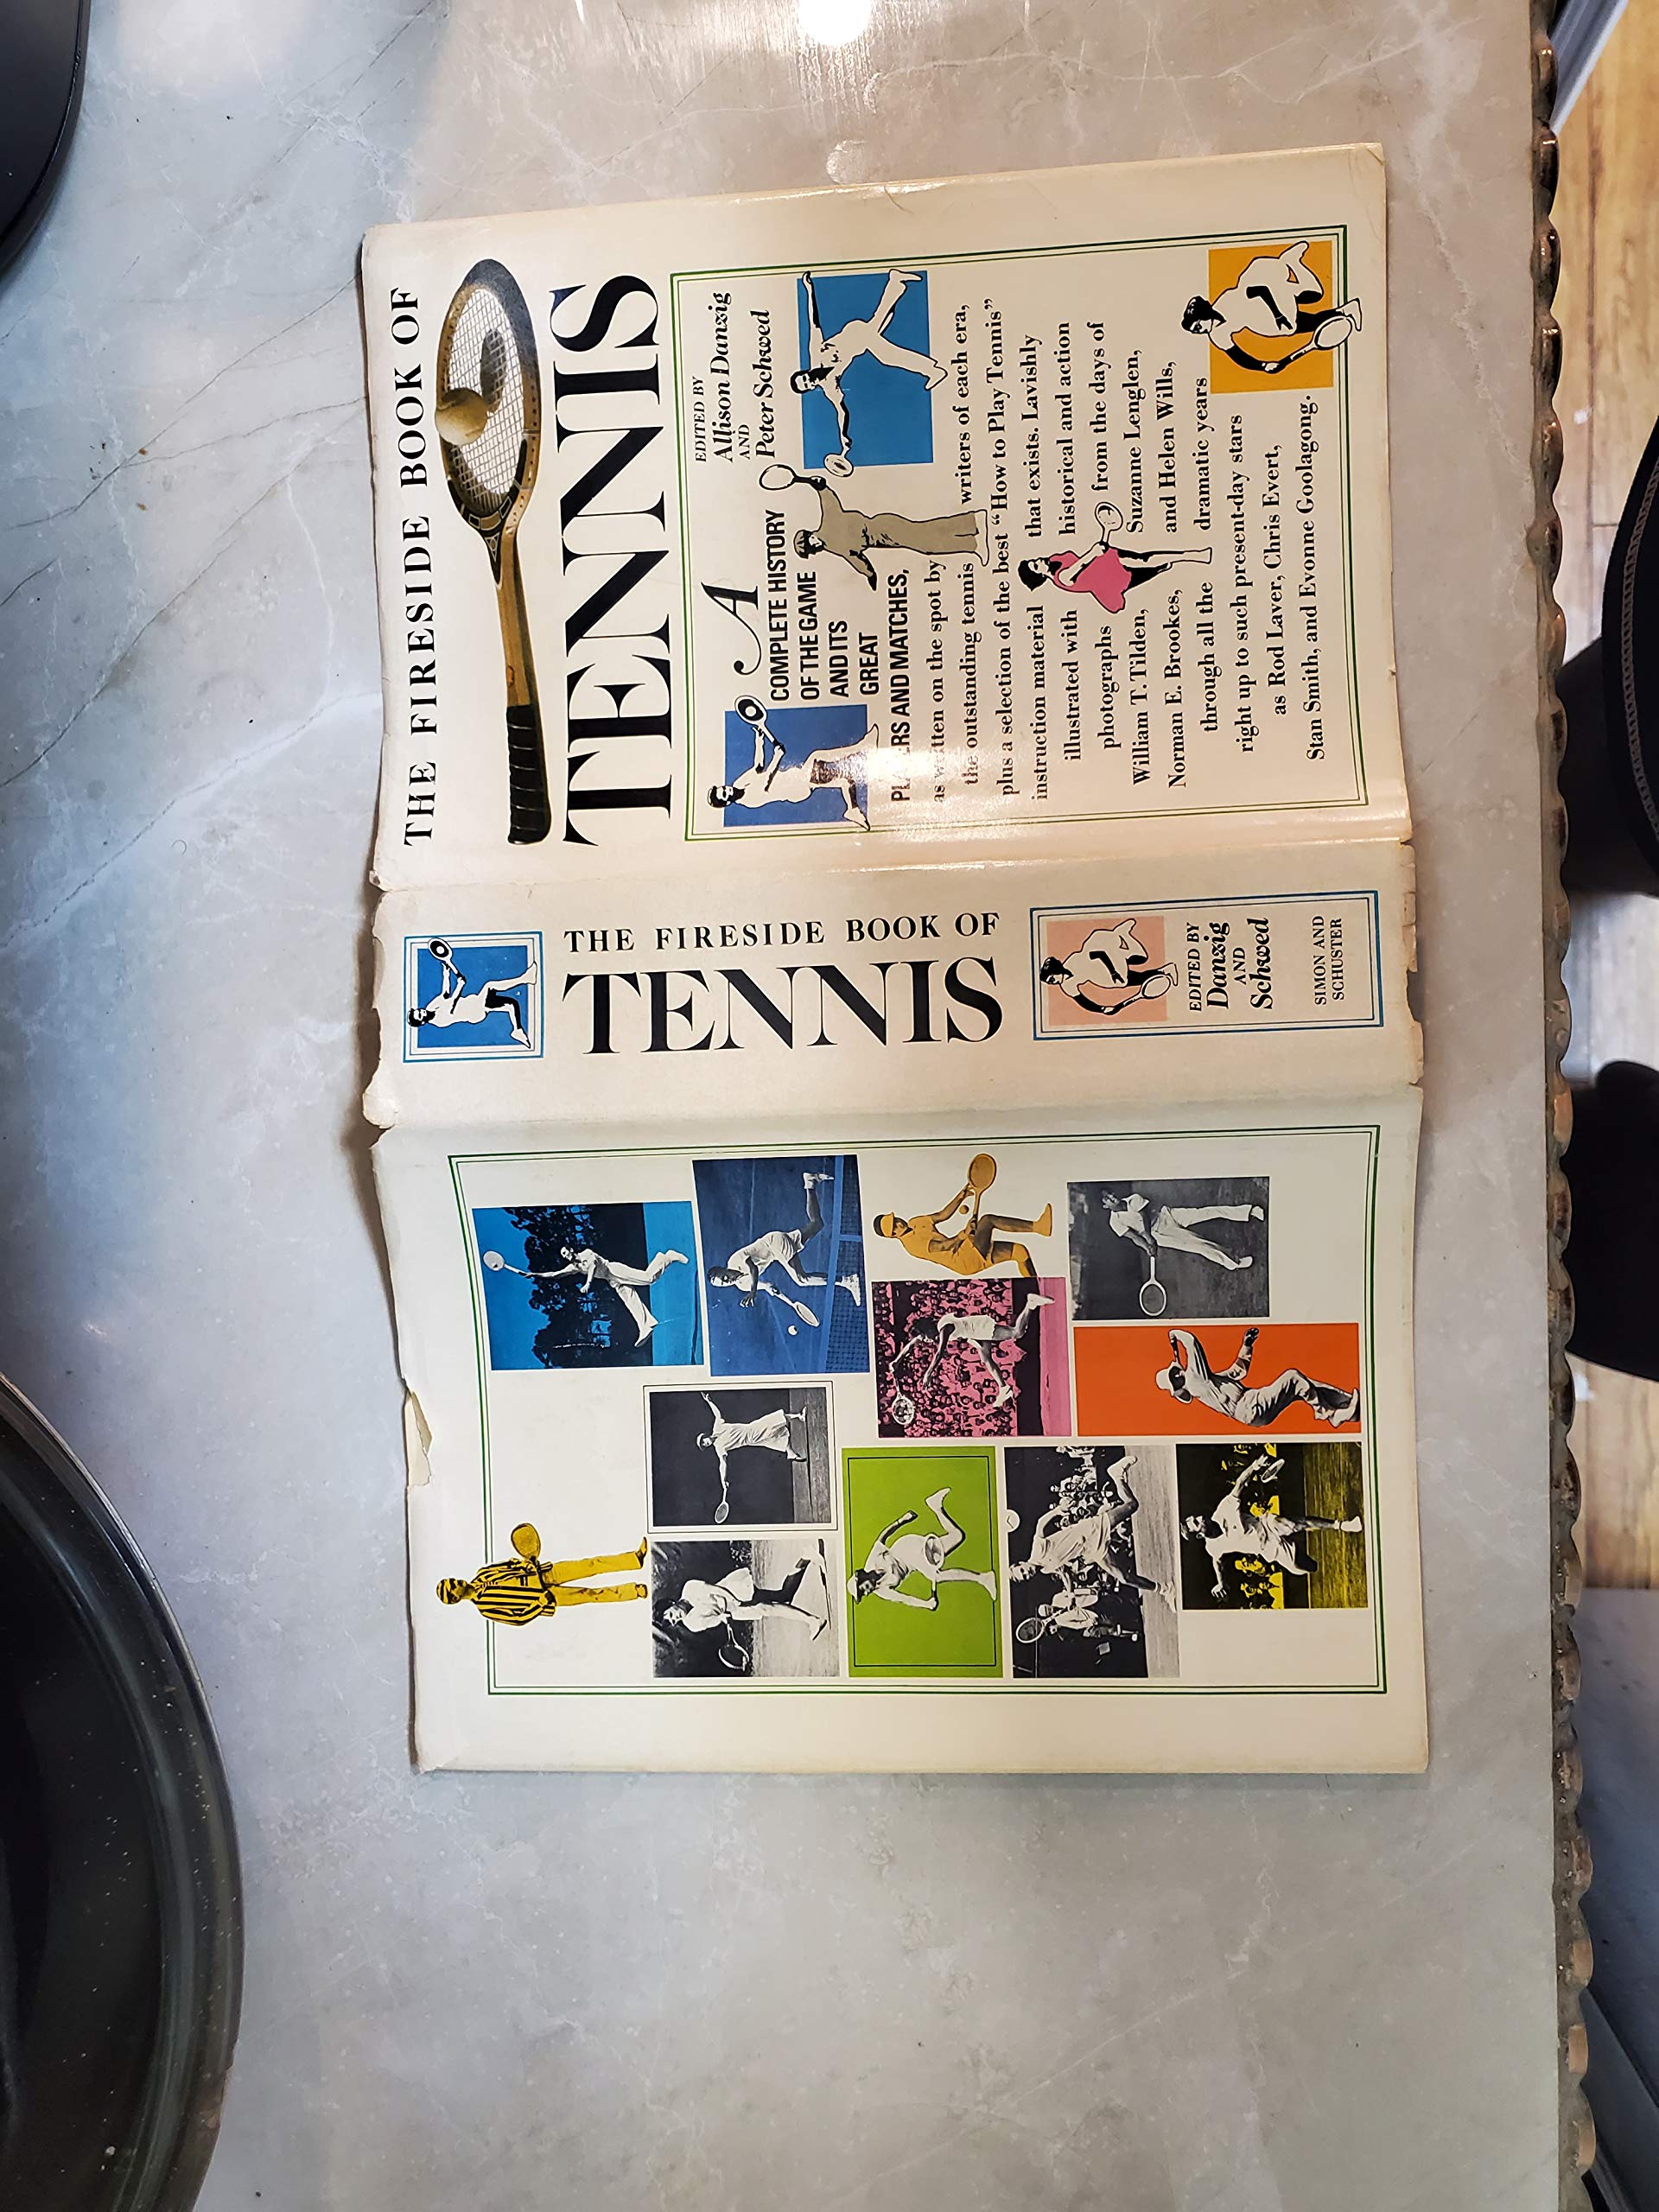 THE FIRESIDE BOOK OF
TENNIS
EDITED BY
Allison Danzig
AND
Peter Schwed
A
COMPLETE HISTORY
OF THE GAME
AND ITS
GREAT
PLAYERS AND MATCHES,
as written on the spot by writers of each era,
the outstanding tennis
plus a selection of the best “How to Play Tennis”
instruction material that exists. Lavishly
illustrated with historical and action
photographs from the days of
William T. Tilden, Suzanne Lenglen,
Norman E. Brookes, and Helen Wills,
through all the dramatic years
right up to such present-day stars
as Rod Laver, Chris Evert,
Stan Smith, and Evonne Goolagong.
THE FIRESIDE BOOK OF
TENNIS
EDITED BY
Danzig
AND
Schwed
SIMON AND
SCHUSTER